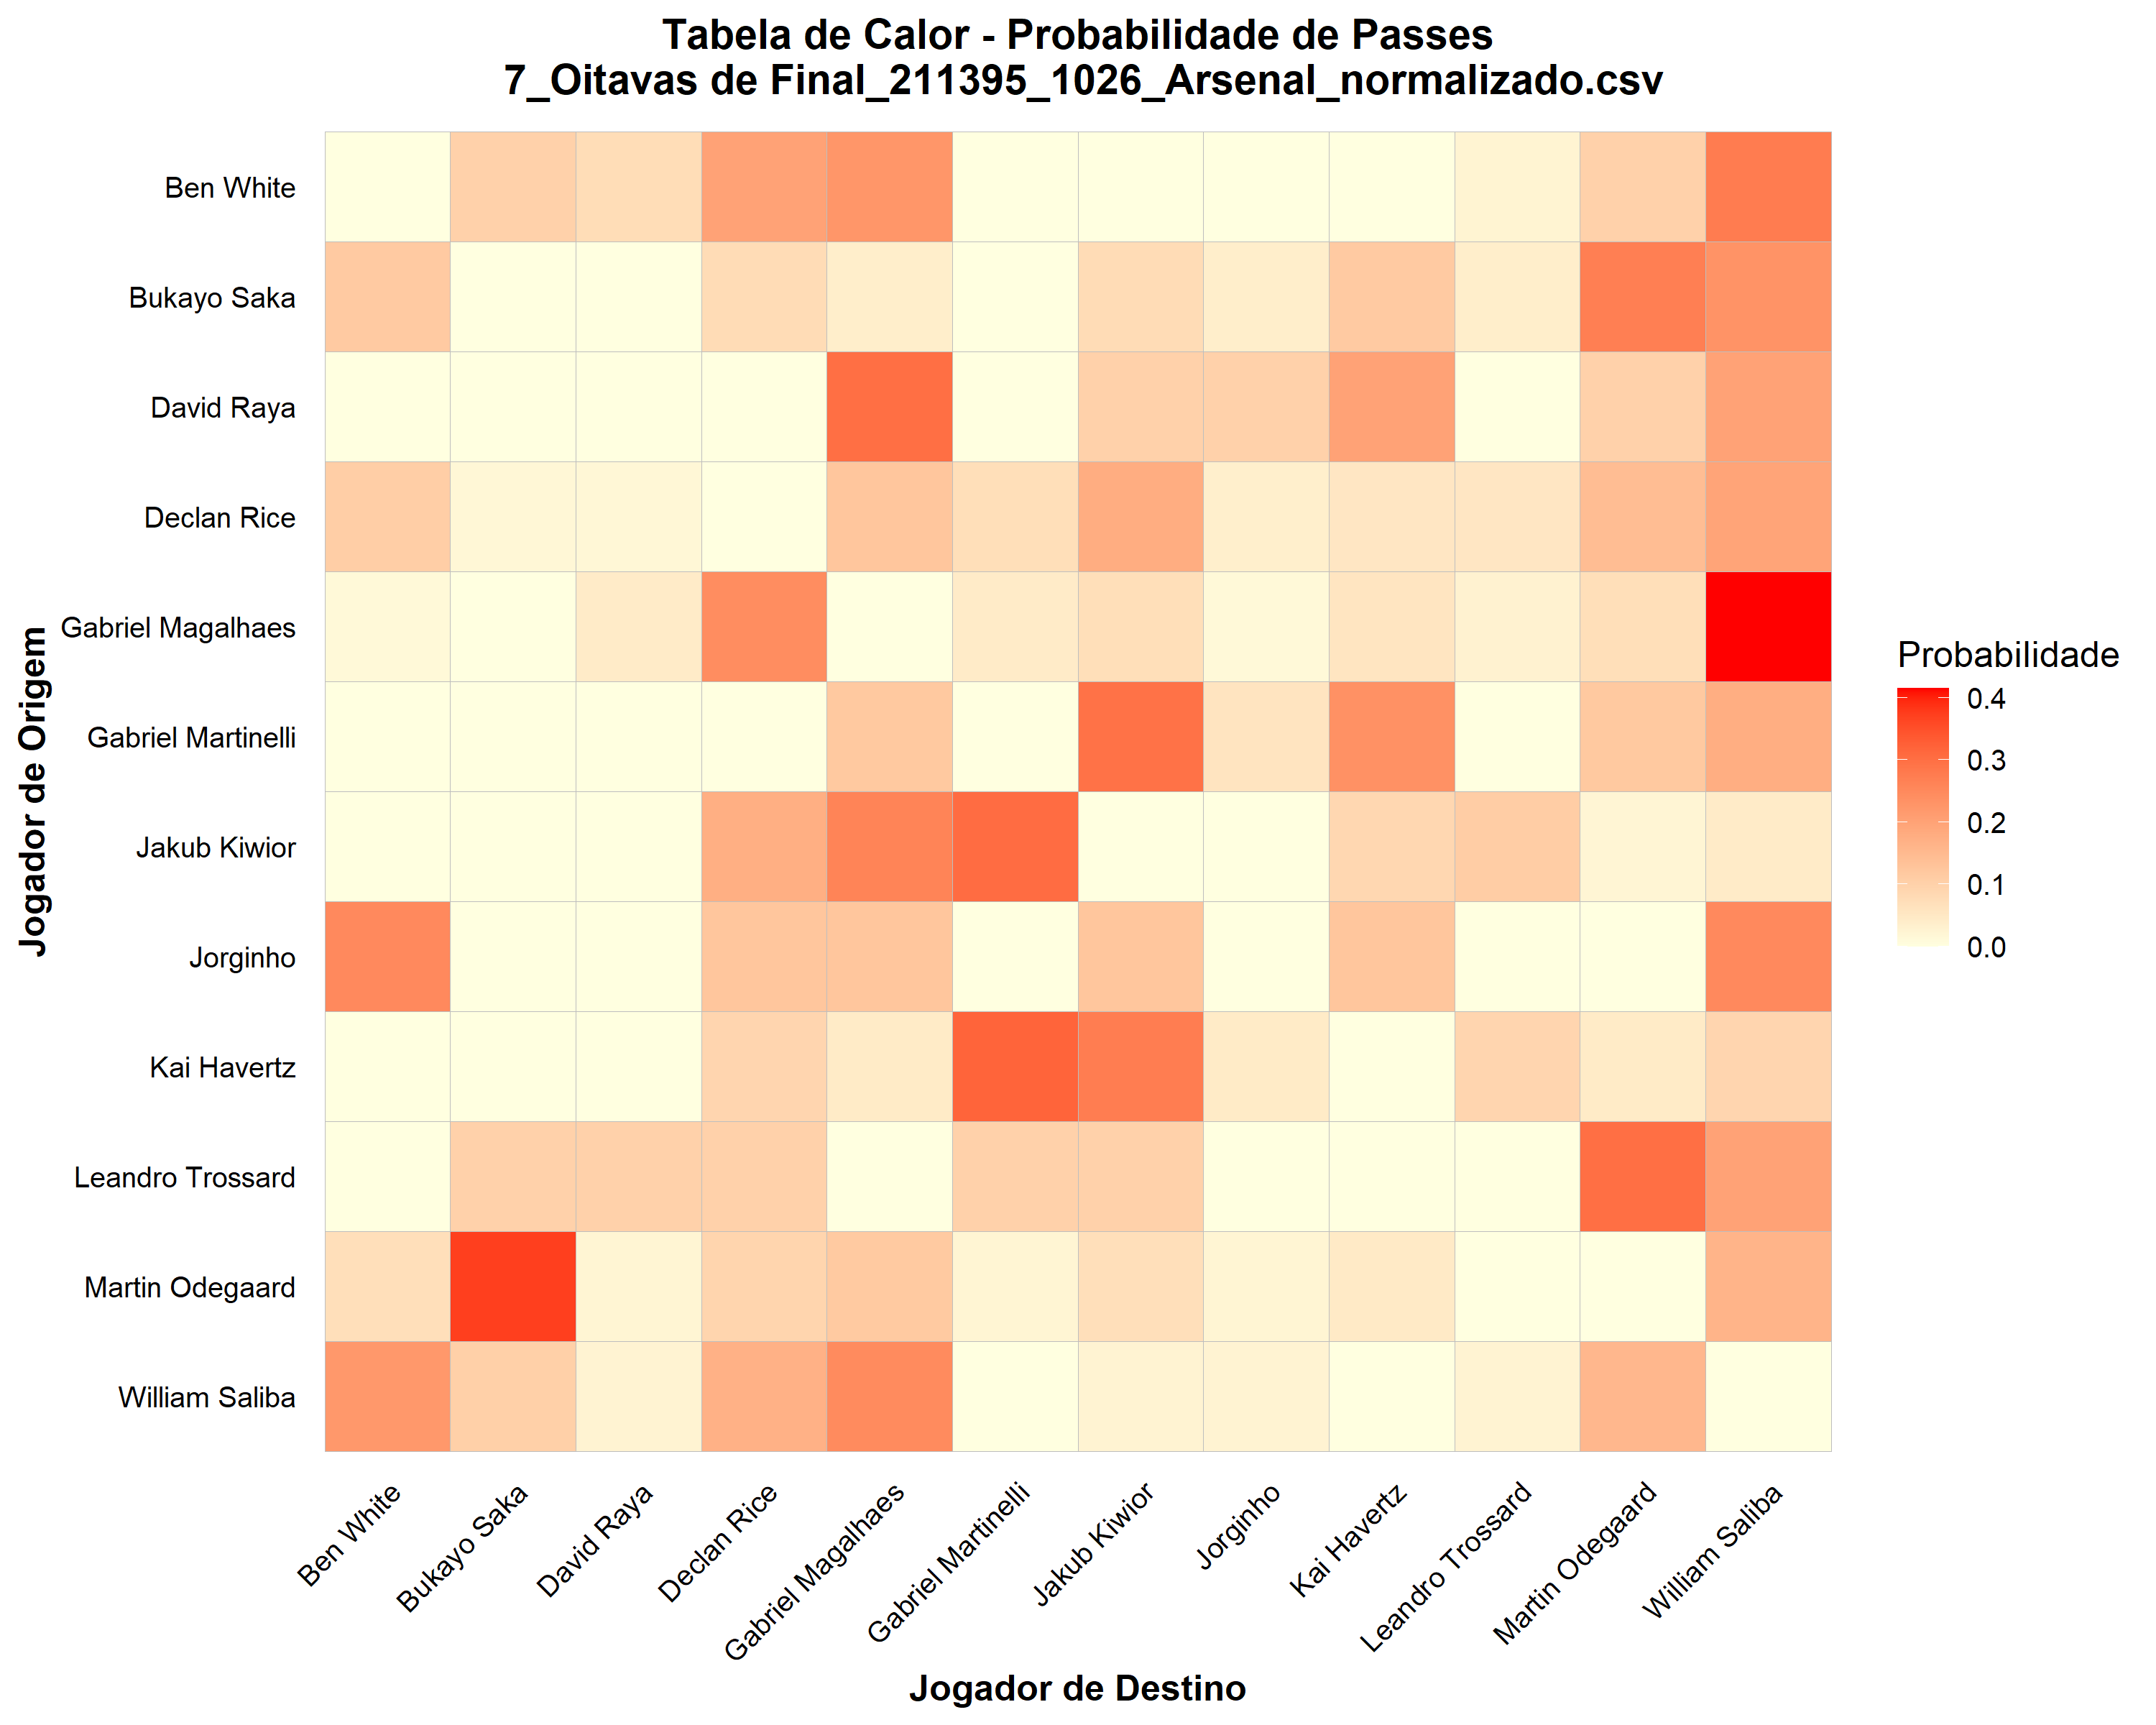 Tabela de Calor - Probabilidade de Passes
7_Oitavas de Final_211395_1026_Arsenal_normalizado.csv
Jogador de Origem
Ben White
Bukayo Saka
David Raya
Declan Rice
Gabriel Magalhaes
Gabriel Martinelli
Jakub Kiwior
Jorginho
Kai Havertz
Leandro Trossard
Martin Odegaard
William Saliba
Ben White
Bukayo Saka
David Raya
Declan Rice
Gabriel Magalhaes
Gabriel Martinelli
Jakub Kiwior
Jorginho
Kai Havertz
Leandro Trossard
Martin Odegaard
William Saliba
Jogador de Destino
Probabilidade
0.4
0.3
0.2
0.1
0.0